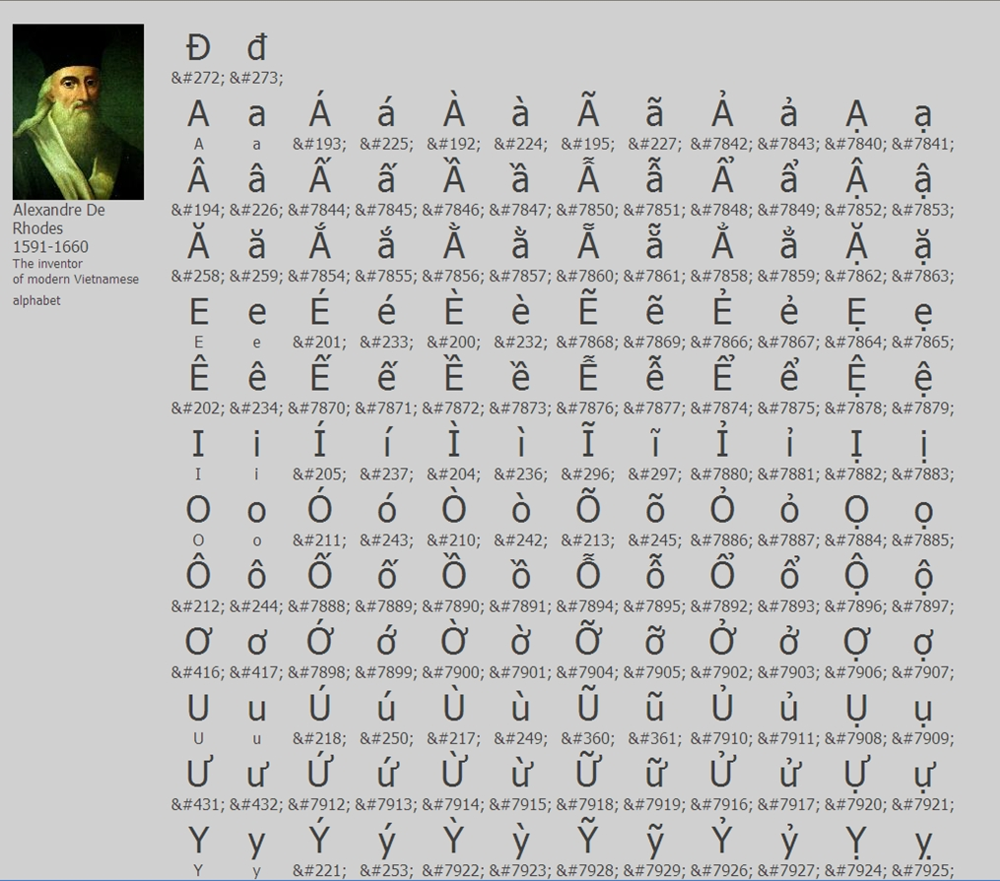 Đ đ
&#272; &#273;
A a Á á À à Ã ã Ả ả Ạ ạ
A a &#193; &#225; &#192; &#224; &#195; &#227; &#7842; &#7843; &#7840; &#7841;
Â â Ấ ấ Ầ ầ Ẫ ẫ Ẩ ẩ Ậ ậ
&#194; &#226; &#7844; &#7845; &#7846; &#7847; &#7850; &#7851; &#7848; &#7849; &#7852; &#7853;
Ă ă Ắ ắ Ằ ằ Ẵ ẵ Ẳ ẳ Ặ ặ
&#258; &#259; &#7854; &#7855; &#7856; &#7857; &#7860; &#7861; &#7858; &#7859; &#7862; &#7863;
E e É é È è Ẽ ẽ Ẻ ẻ Ẹ ẹ
E e &#201; &#233; &#200; &#232; &#7868; &#7869; &#7866; &#7867; &#7864; &#7865;
Ê ê Ế ế Ề ề Ễ ễ Ể ể Ệ ệ
&#202; &#234; &#7870; &#7871; &#7872; &#7873; &#7876; &#7877; &#7874; &#7875; &#7878; &#7879;
I i Í í Ì ì Ĩ ĩ Ỉ ỉ Ị ị
I i &#205; &#237; &#204; &#236; &#296; &#297; &#7880; &#7881; &#7882; &#7883;
O o Ó ó Ò ò Õ õ Ỏ ỏ Ọ ọ
O o &#211; &#243; &#210; &#242; &#213; &#245; &#7886; &#7887; &#7884; &#7885;
Ô ô Ố ố Ồ ồ Ỗ ỗ Ổ ổ Ộ ộ
&#212; &#244; &#7888; &#7889; &#7890; &#7891; &#7894; &#7895; &#7892; &#7893; &#7896; &#7897;
Ơ ơ Ớ ớ Ờ ờ Ỡ ỡ Ở ở Ợ ợ
&#416; &#417; &#7898; &#7899; &#7900; &#7901; &#7904; &#7905; &#7902; &#7903; &#7906; &#7907;
U u Ú ú Ù ù Ũ ũ Ủ ủ Ụ ụ
U u &#218; &#250; &#217; &#249; &#360; &#361; &#7910; &#7911; &#7908; &#7909;
Ư ư Ứ ứ Ừ ừ Ữ ữ Ử ử Ự ự
&#431; &#432; &#7912; &#7913; &#7914; &#7915; &#7918; &#7919; &#7916; &#7917; &#7920; &#7921;
Y y Ý ý Ỳ ỳ Ỹ ỹ Ỷ ỷ Ỵ ỵ
Y y &#221; &#253; &#7922; &#7923; &#7928; &#7929; &#7926; &#7927; &#7924; &#7925;
Alexandre De
Rhodes
1591-1660
The inventor
of modern Vietnamese
alphabet